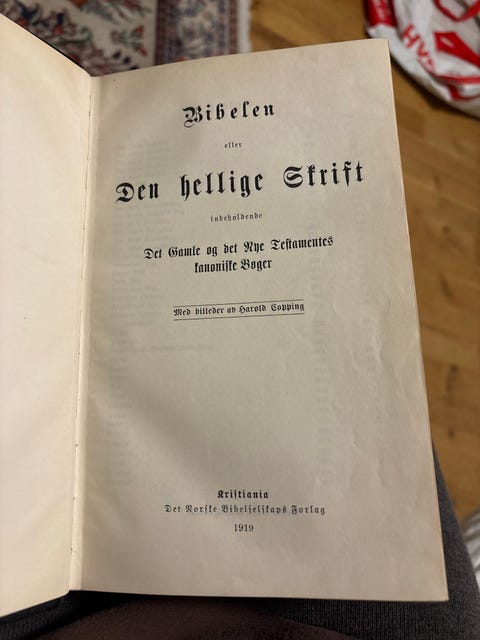 Bibelen
eller
Den hellige Skrift
indeholdende
Det Gamle og det Nye Testamentes
kanoniske Bøger
Med billeder av Harold Copping
Kristiania
Det Norske Bibelselskaps Forlag
1919